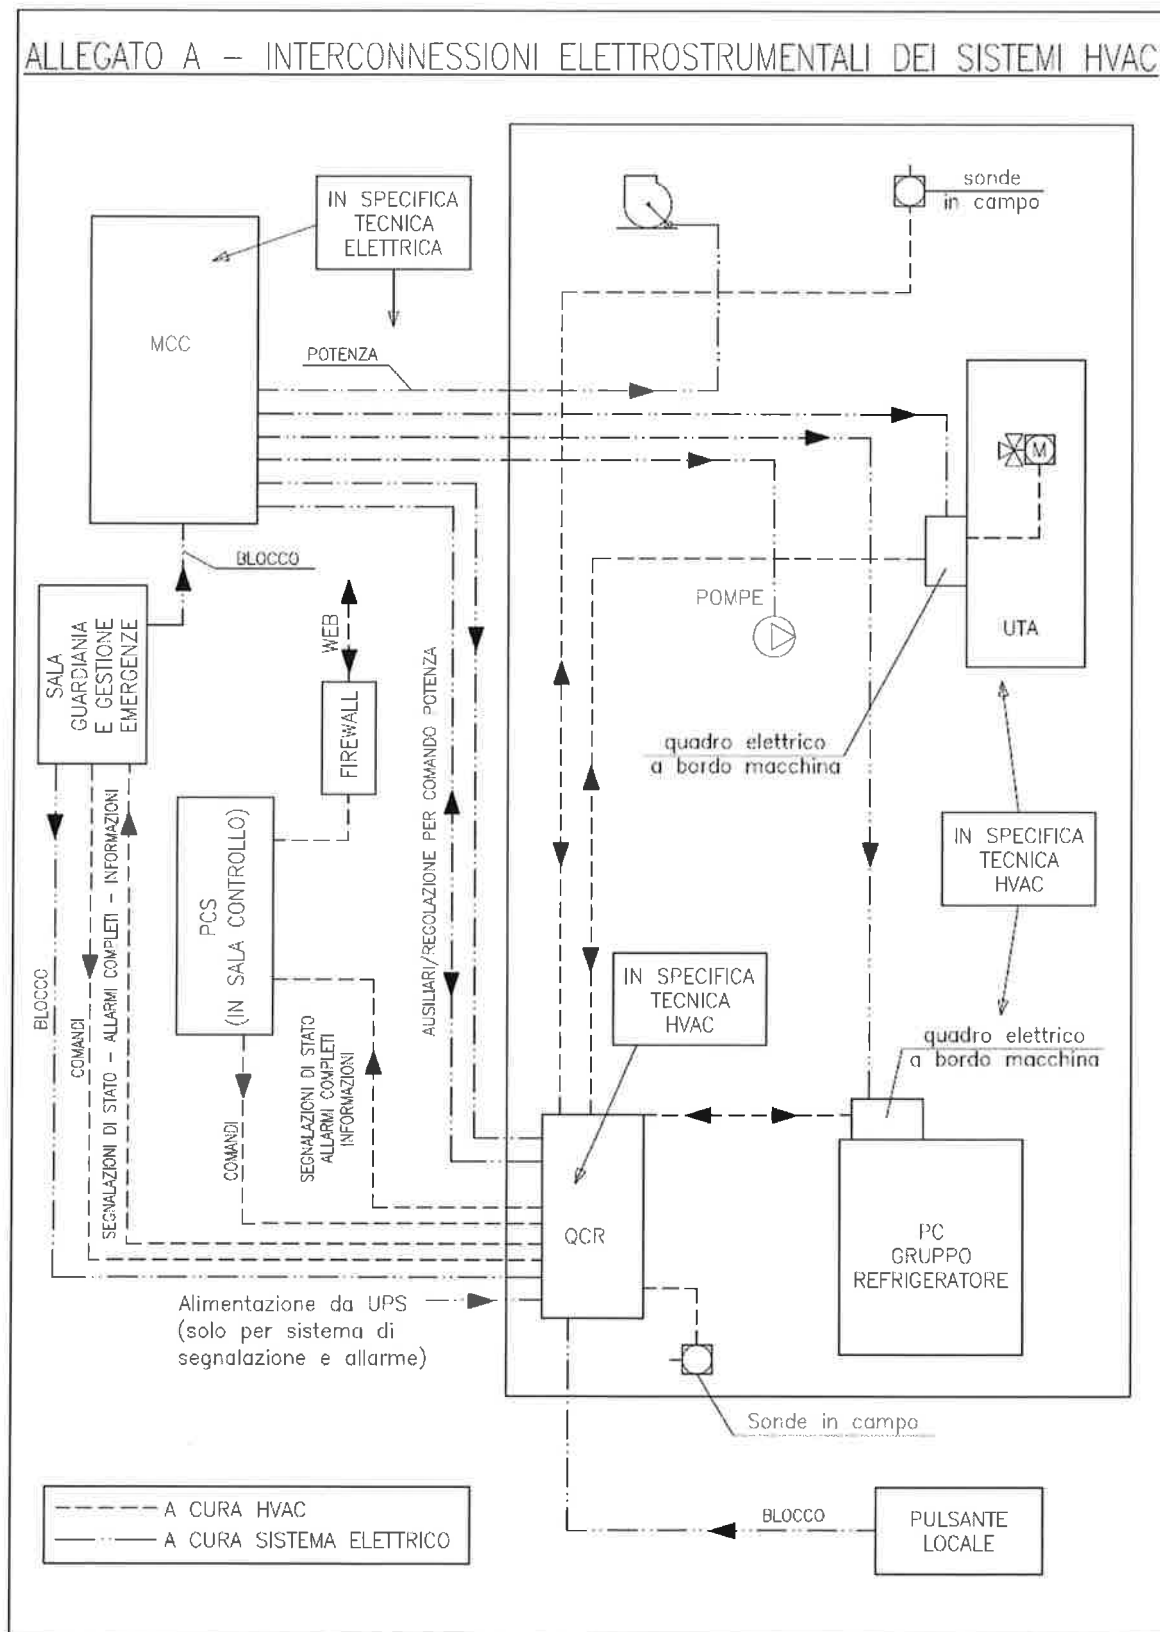 ALLEGATO A – INTERCONNESSIONI ELETTROSTRUMENTALI DEI SISTEMI HVAC
IN SPECIFICA
TECNICA
ELETTRICA
sonde
in campo
MCC
POTENZA
M
BLOCCO
POMPE
UTA
SALA
GUARDIANIA
E GESTIONE
EMERGENZE
WEB
FIREWALL
quadro elettrico
a bordo macchina
PCS
(IN SALA CONTROLLO)
AUSILIARI/REGOLAZIONE PER COMANDO POTENZA
IN SPECIFICA
TECNICA
HVAC
BLOCCO
COMANDI
SEGNALAZIONI DI STATO – ALLARMI COMPLETI – INFORMAZIONI
IN SPECIFICA
TECNICA
HVAC
quadro elettrico
a bordo macchina
COMANDI
SEGNALAZIONI DI STATO
ALLARMI COMPLETI
INFORMAZIONI
QCR
PC
GRUPPO
REFRIGERATORE
Alimentazione da UPS
(solo per sistema di
segnalazione e allarme)
Sonde in campo
A CURA HVAC
A CURA SISTEMA ELETTRICO
BLOCCO
PULSANTE
LOCALE